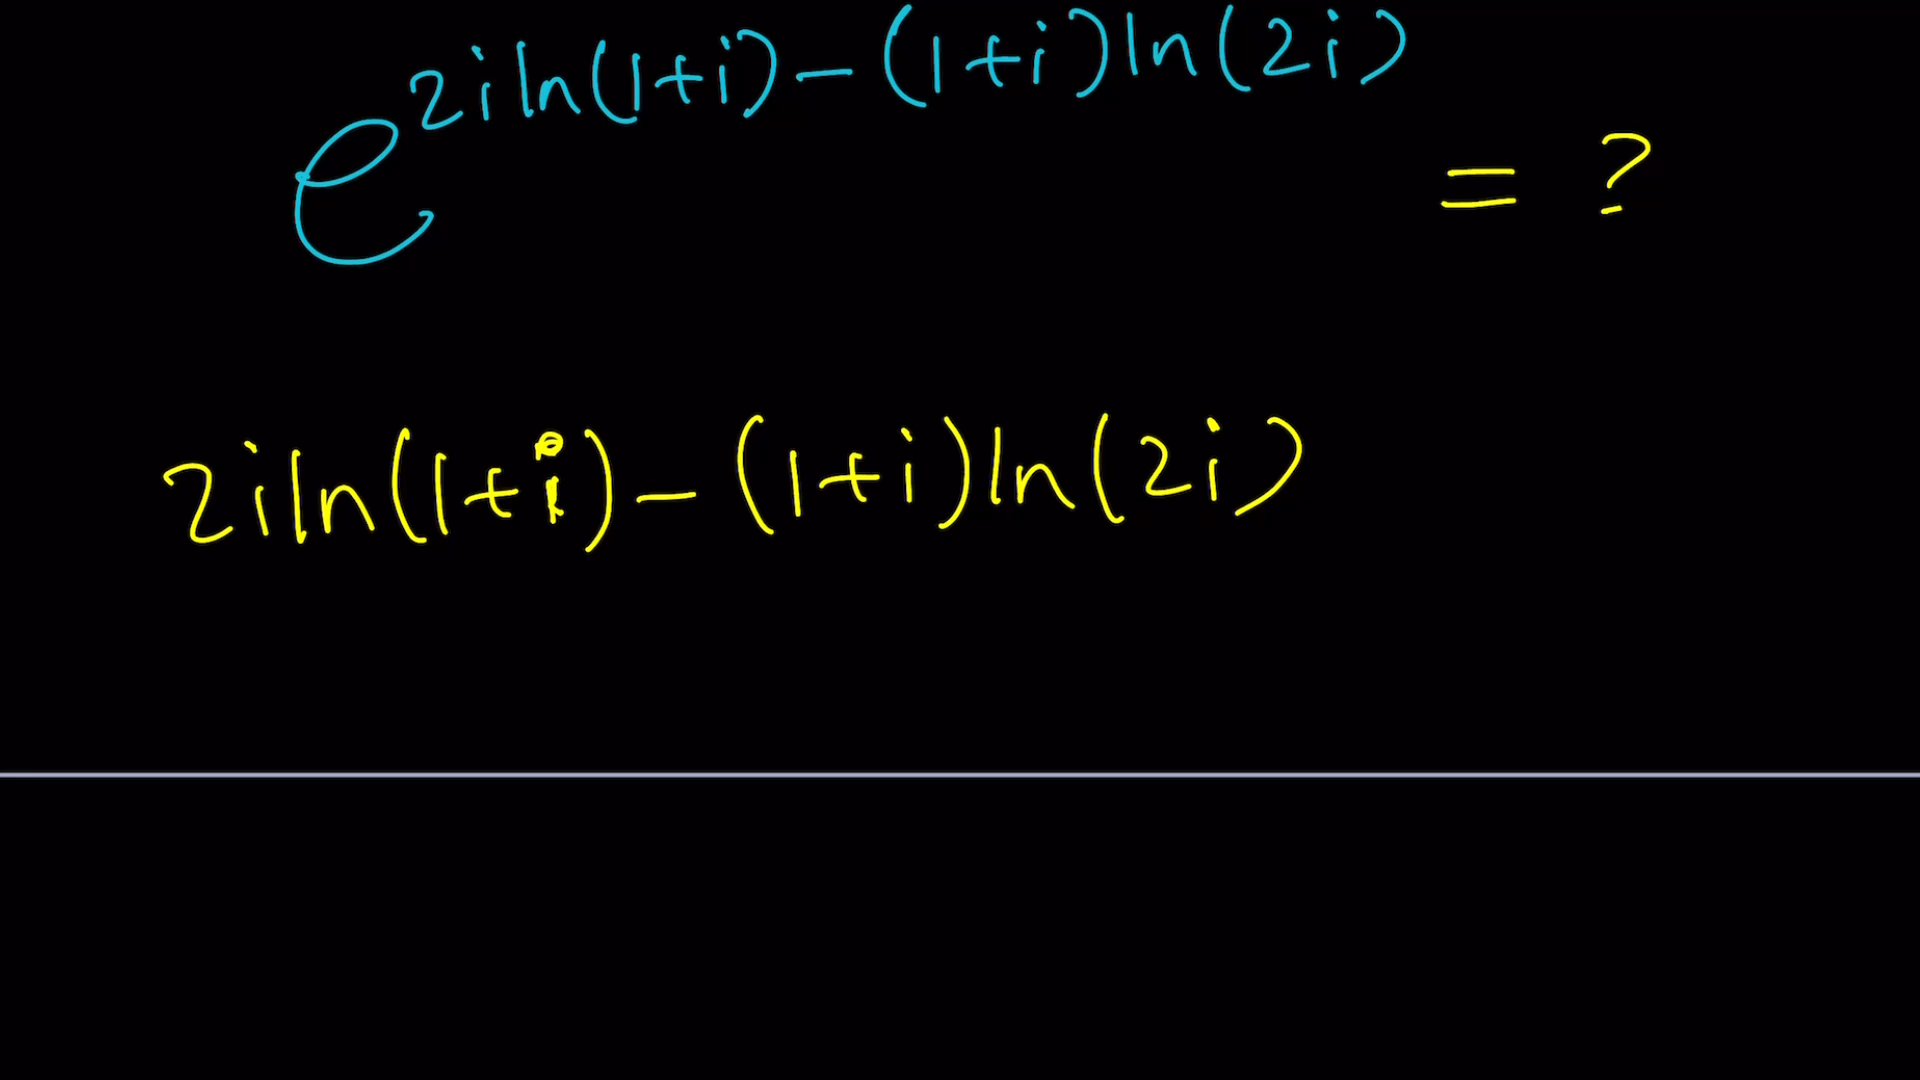 e^{2i ln(1+i) - (1+i) ln(2i)} = ?
2i ln(1+i) - (1+i) ln(2i)